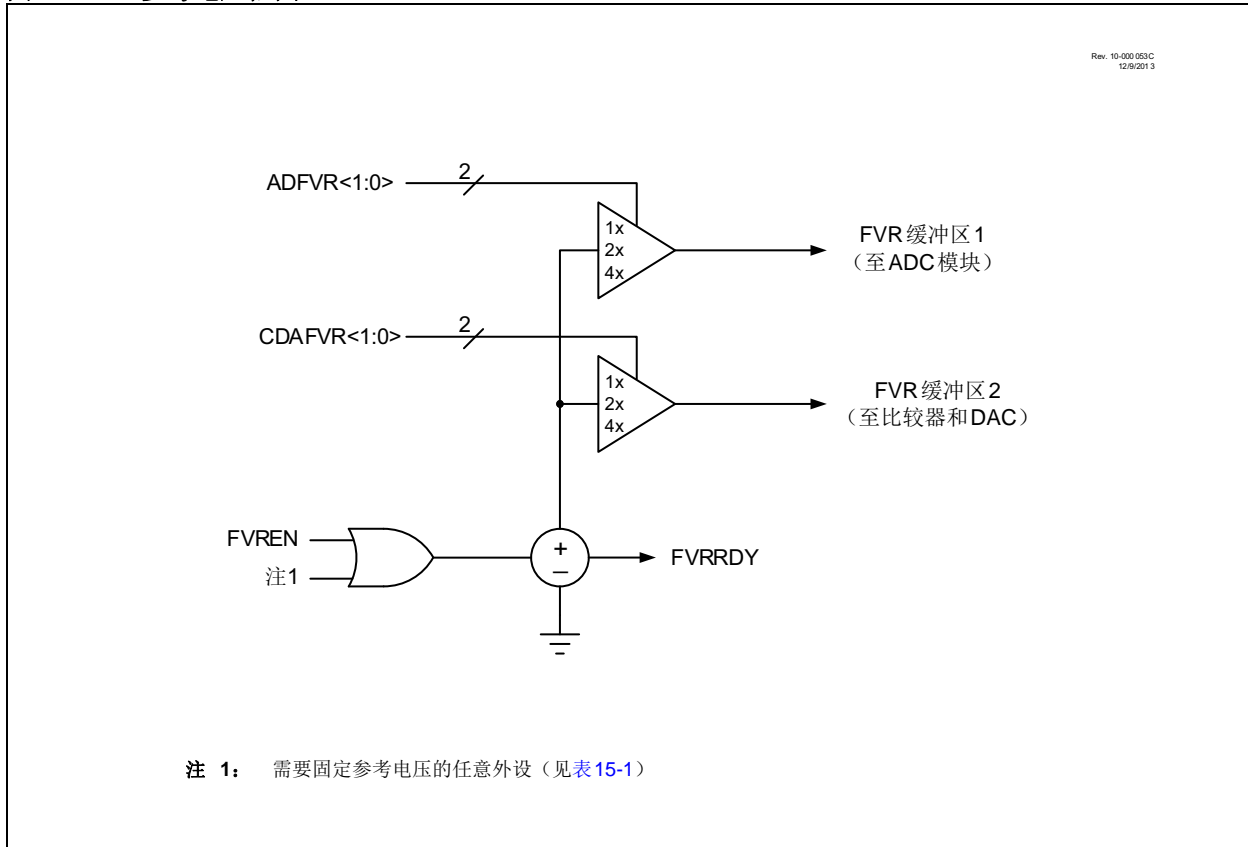 Rev. 10-000 053C
12/9/201 3
ADFVR<1:0>
2
1x
2x
4x
FVR缓冲区1
（至ADC模块）
CDAFVR<1:0>
2
1x
2x
4x
FVR缓冲区2
（至比较器和DAC）
FVREN
注1
+
–
FVRRDY
注 1： 需要固定参考电压的任意外设（见表15-1）